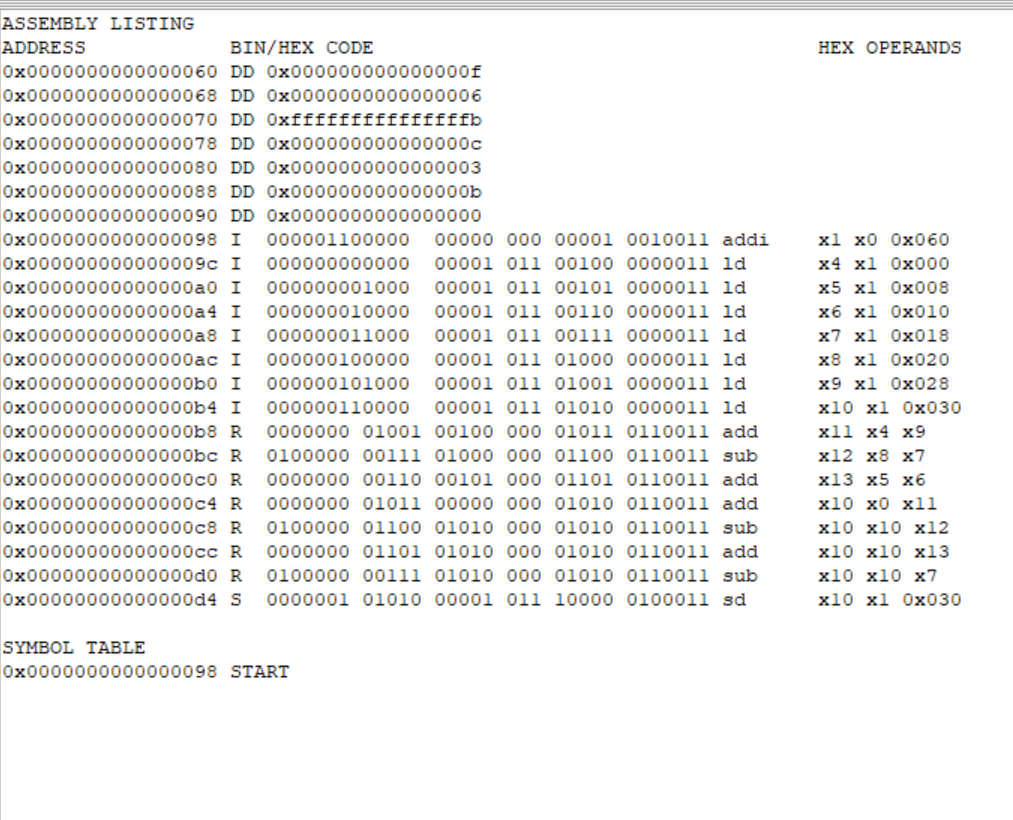 ASSEMBLY LISTING
ADDRESS BIN/HEX CODE HEX OPERANDS
0x0000000000000060 DD 0x000000000000000f
0x0000000000000068 DD 0x0000000000000006
0x0000000000000070 DD 0xfffffffffffffffb
0x0000000000000078 DD 0x000000000000000c
0x0000000000000080 DD 0x0000000000000003
0x0000000000000088 DD 0x000000000000000b
0x0000000000000090 DD 0x0000000000000000
0x0000000000000098 I 000001100000 00000 000 00001 0010011 addi x1 x0 0x060
0x000000000000009c I 000000000000 00001 011 00100 0000011 ld x4 x1 0x000
0x00000000000000a0 I 000000001000 00001 011 00101 0000011 ld x5 x1 0x008
0x00000000000000a4 I 000000010000 00001 011 00110 0000011 ld x6 x1 0x010
0x00000000000000a8 I 000000011000 00001 011 00111 0000011 ld x7 x1 0x018
0x00000000000000ac I 000000100000 00001 011 01000 0000011 ld x8 x1 0x020
0x00000000000000b0 I 000000101000 00001 011 01001 0000011 ld x9 x1 0x028
0x00000000000000b4 I 000000110000 00001 011 01010 0000011 ld x10 x1 0x030
0x00000000000000b8 R 0000000 01001 00100 000 01011 0110011 add x11 x4 x9
0x00000000000000bc R 0100000 00111 01000 000 01100 0110011 sub x12 x8 x7
0x00000000000000c0 R 0000000 00110 00101 000 01101 0110011 add x13 x5 x6
0x00000000000000c4 R 0000000 01011 00000 000 01010 0110011 add x10 x0 x11
0x00000000000000c8 R 0100000 01100 01010 000 01010 0110011 sub x10 x10 x12
0x00000000000000cc R 0000000 01101 01010 000 01010 0110011 add x10 x10 x13
0x00000000000000d0 R 0100000 00111 01010 000 01010 0110011 sub x10 x10 x7
0x00000000000000d4 S 0000001 01010 00001 011 10000 0100011 sd x10 x1 0x030
SYMBOL TABLE
0x0000000000000098 START